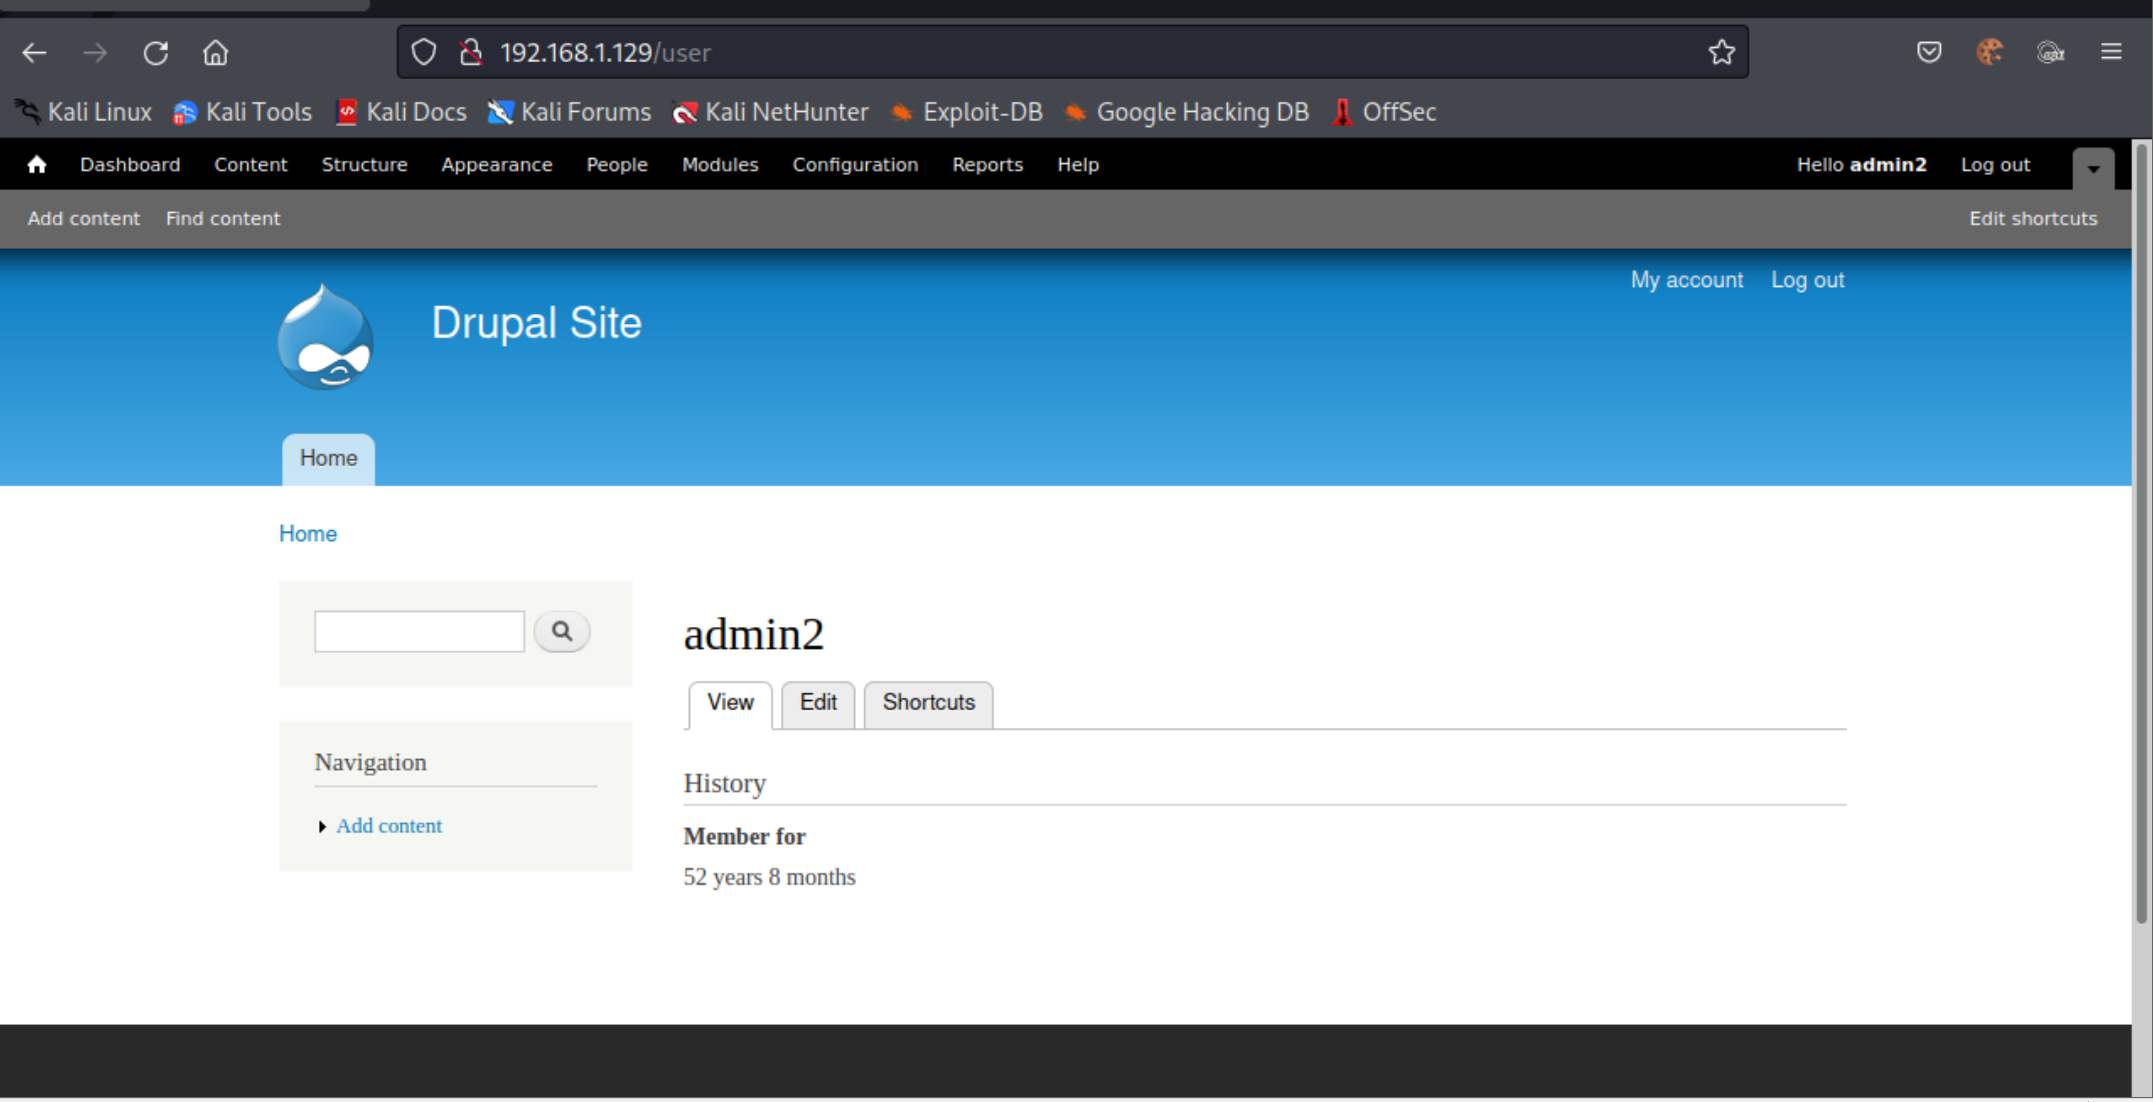 192.168.1.129/user
Kali Linux Kali Tools Kali Docs Kali Forums Kali NetHunter Exploit-DB Google Hacking DB OffSec
Dashboard Content Structure Appearance People Modules Configuration Reports Help Hello admin2 Log out
Add content Find content Edit shortcuts
My account Log out
Drupal Site
Home
Home
admin2
View Edit Shortcuts
Navigation
Add content
History
Member for
52 years 8 months